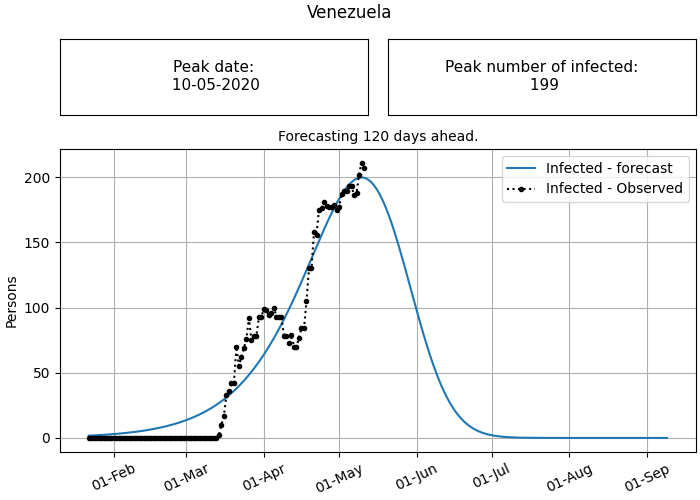 Venezuela
Peak date:
10-05-2020
Peak number of infected:
199
Forecasting 120 days ahead.
Infected - forecast
Infected - Observed
Persons
200
150
100
50
0
01-Feb
01-Mar
01-Apr
01-May
01-Jun
01-Jul
01-Aug
01-Sep